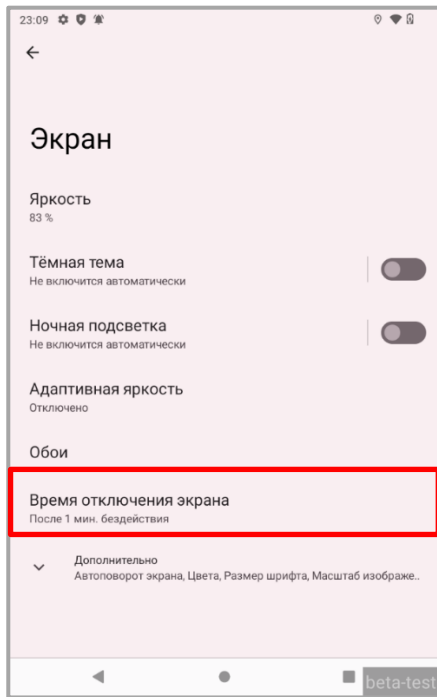 23:09
Экран
Яркость
83 %
Тёмная тема
Не включится автоматически
Ночная подсветка
Не включится автоматически
Адаптивная яркость
Отключено
Обои
Время отключения экрана
После 1 мин. бездействия
Дополнительно
Автоповорот экрана, Цвета, Размер шрифта, Масштаб изображе..
beta-test